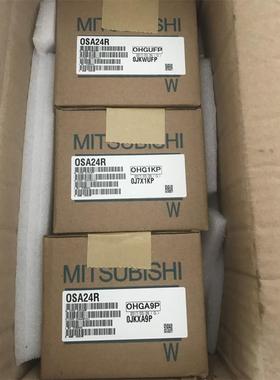 MITSUBISHI
OSA24R
OHGUFP
0JKWUFP
W
MITSUBISHI
OSA24R
OHG1KP
0J7X1KP
W
MITSUBISHI
OSA24R
OHGA9P
0JKXA9P
W